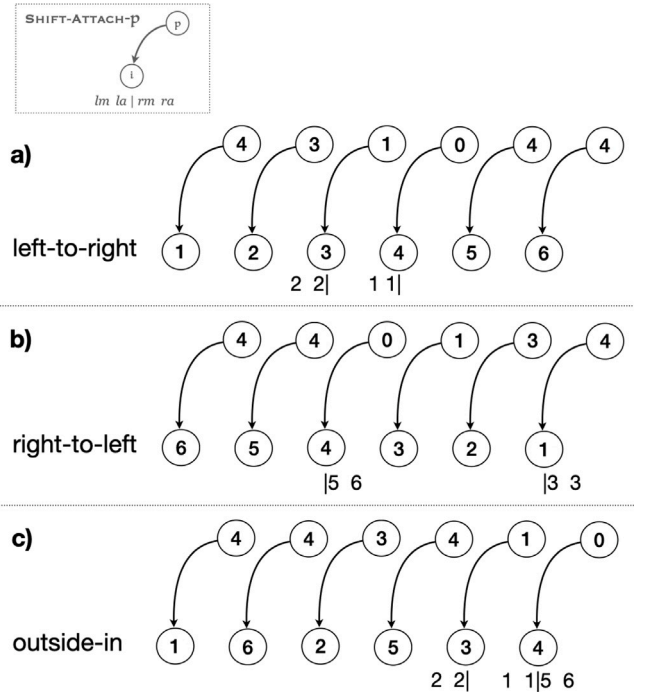 SHIFT-ATTACH-p
p
i
lm la | rm ra
a)
4 3 1 0 4 4
left-to-right
1 2 3 4 5 6
2 2| 1 1|
b)
4 4 0 1 3 4
right-to-left
6 5 4 3 2 1
|5 6 |3 3
c)
4 4 3 4 1 0
outside-in
1 6 2 5 3 4
2 2| 1 1|5 6